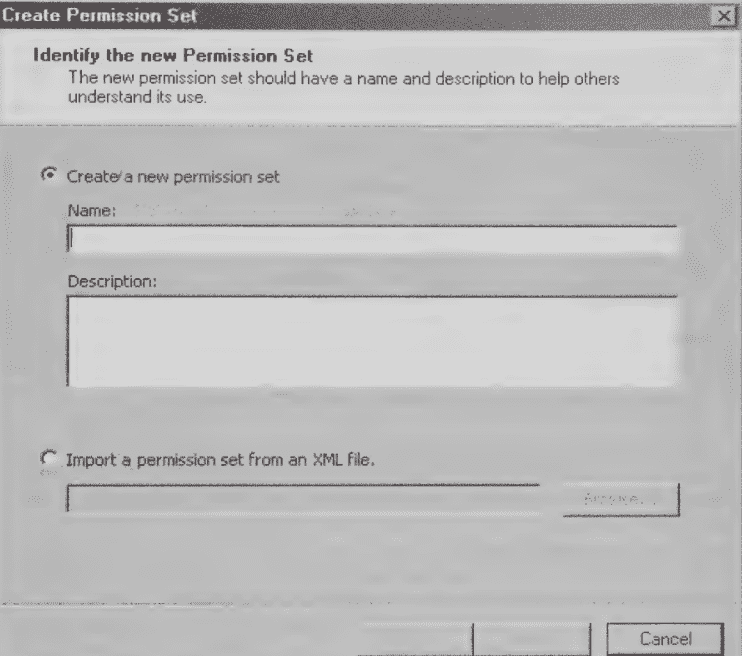 Create Permission Set
Identify the new Permission Set
The new permission set should have a name and description to help others
understand its use.
Create a new permission set
Name:
Description:
Import a permission set from an XML file.
Cancel